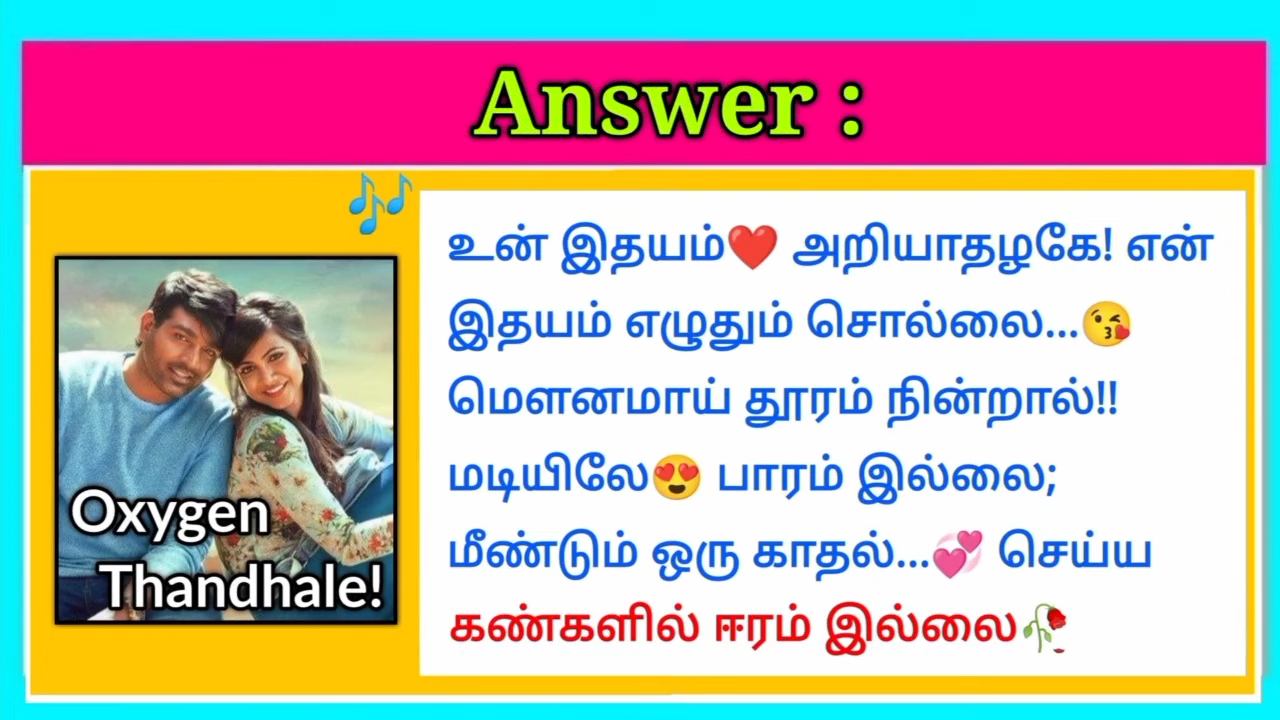 Answer :
உன் இதயம்❤️ அறியாதழகே! என்
இதயம் எழுதும் சொல்லை...😘
மௌனமாய் தூரம் நின்றால்!!
மடியிலே😍 பாரம் இல்லை;
மீண்டும் ஒரு காதல்...💞 செய்ய
கண்களில் ஈரம் இல்லை🥀
Oxygen
Thandhale!